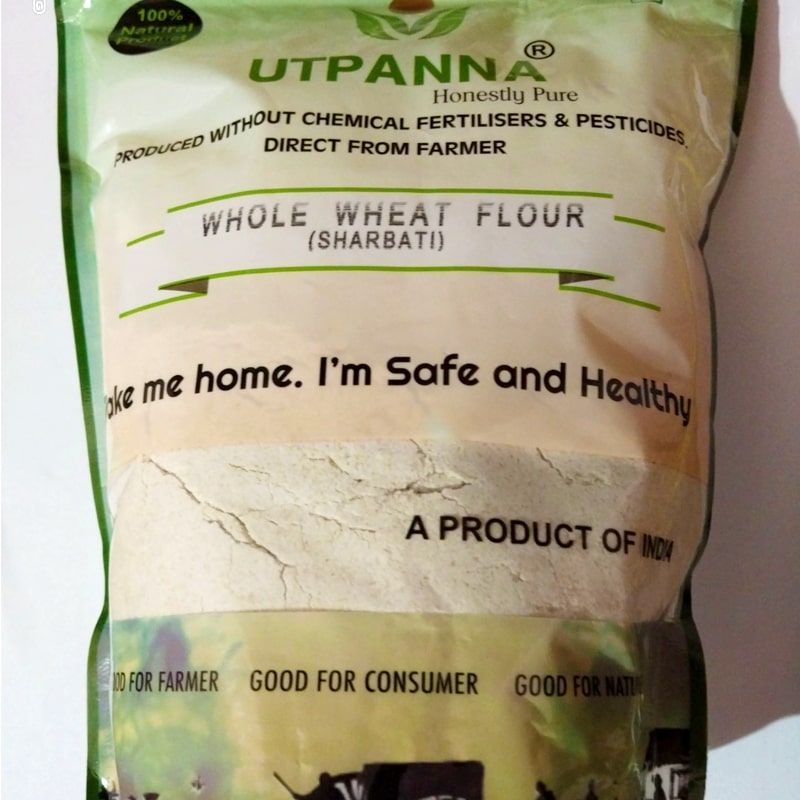 100%
Natural
Product
UTPANNA®
Honestly Pure
PRODUCED WITHOUT CHEMICAL FERTILISERS & PESTICIDES.
DIRECT FROM FARMER
WHOLE WHEAT FLOUR
(SHARBATI)
ake me home. I'm Safe and Healthy
A PRODUCT OF INDIA
OOD FOR FARMER GOOD FOR CONSUMER GOOD FOR NATU